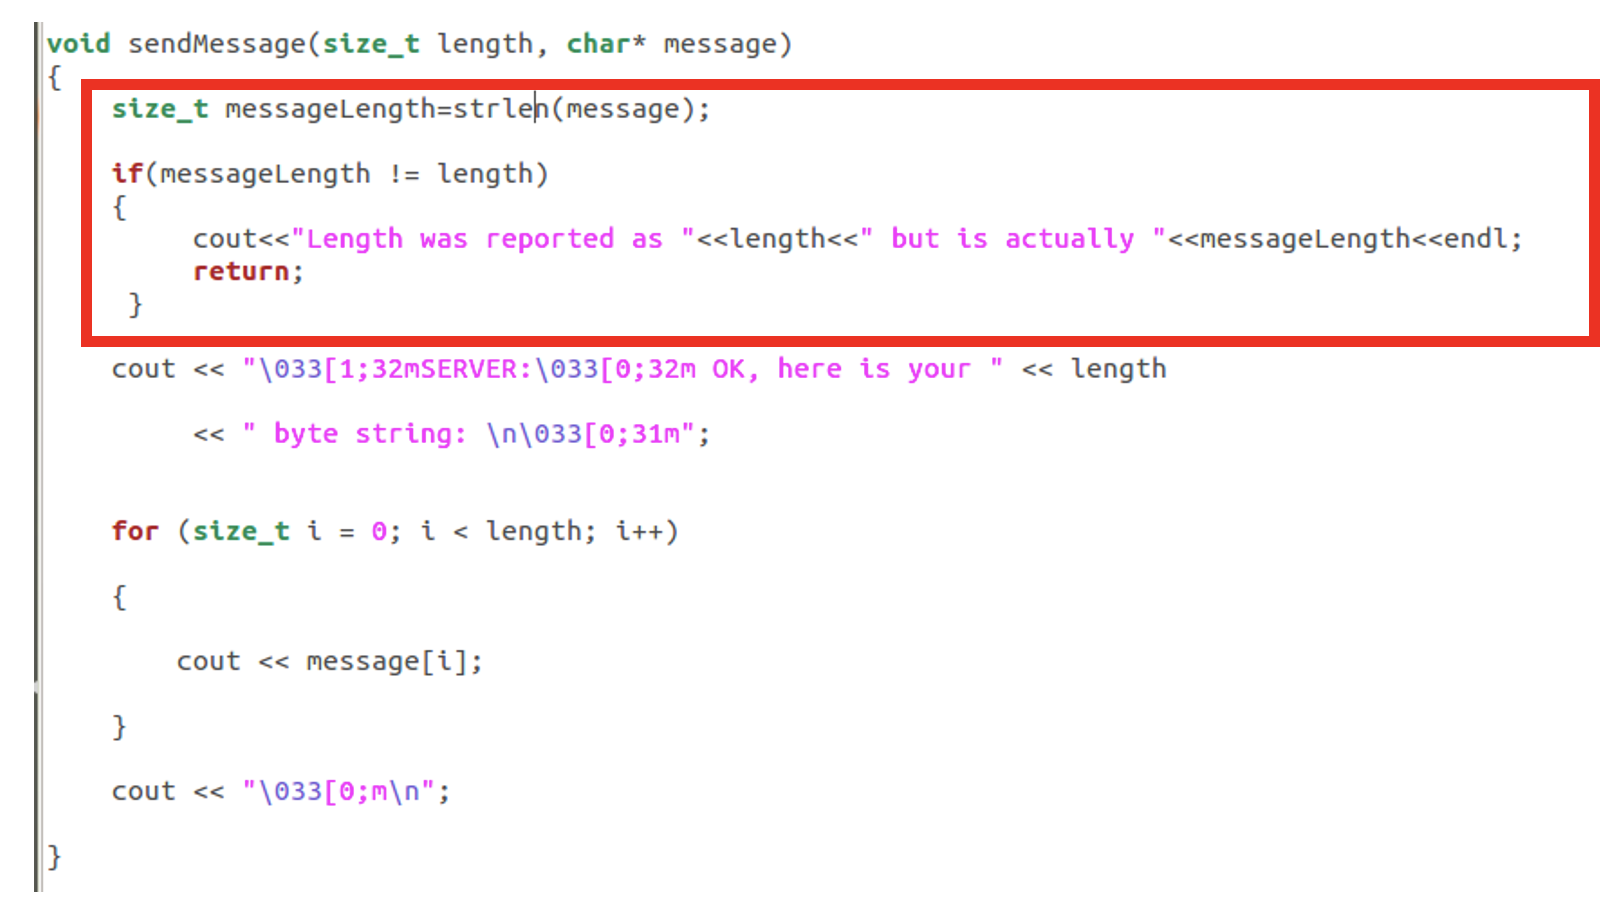 void sendMessage(size_t length, char* message)
{
size_t messageLength=strlen(message);
if(messageLength != length)
{
cout<<"Length was reported as "<<length<<" but is actually "<<messageLength<<endl;
return;
}
cout << "\033[1;32mSERVER:\033[0;32m OK, here is your " << length
<< " byte string: \n\033[0;31m";
for (size_t i = 0; i < length; i++)
{
cout << message[i];
}
cout << "\033[0;m\n";
}